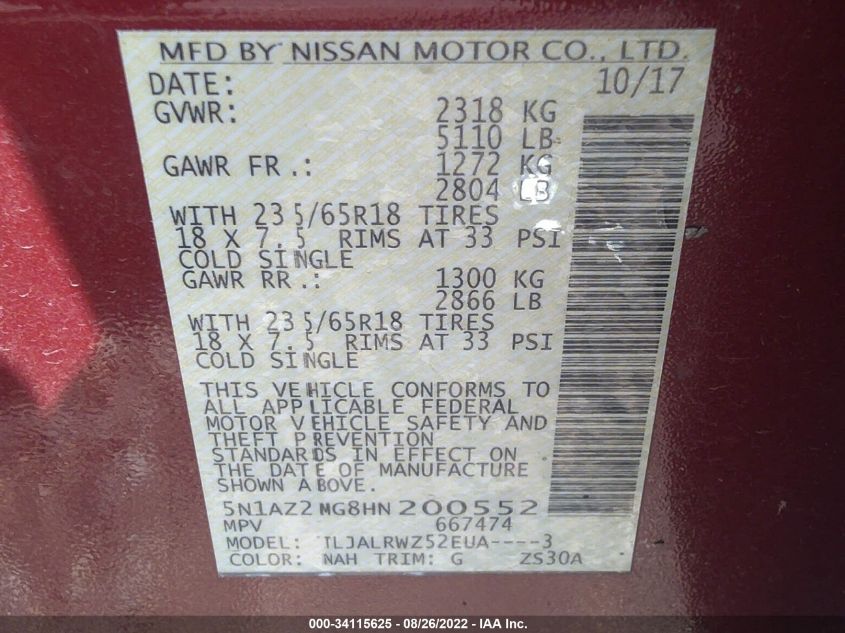 MFD BY NISSAN MOTOR CO., LTD.
DATE: 10/17
GVWR: 2318 KG
5110 LB
GAWR FR.: 1272 KG
2804 LB
WITH 235/65R18 TIRES
18 X 7.5 RIMS AT 33 PSI
COLD SINGLE
GAWR RR.: 1300 KG
2866 LB
WITH 235/65R18 TIRES
18 X 7.5 RIMS AT 33 PSI
COLD SINGLE
THIS VEHICLE CONFORMS TO
ALL APPLICABLE FEDERAL
MOTOR VEHICLE SAFETY AND
THEFT PREVENTION
STANDARDS IN EFFECT ON
THE DATE OF MANUFACTURE
SHOWN ABOVE.
5N1AZ2MG8HN200552
MPV 667474
MODEL: TLJALRWZ52EUA----3
COLOR: NAH TRIM: G ZS30A
000-34115625 - 08/26/2022 - IAA Inc.